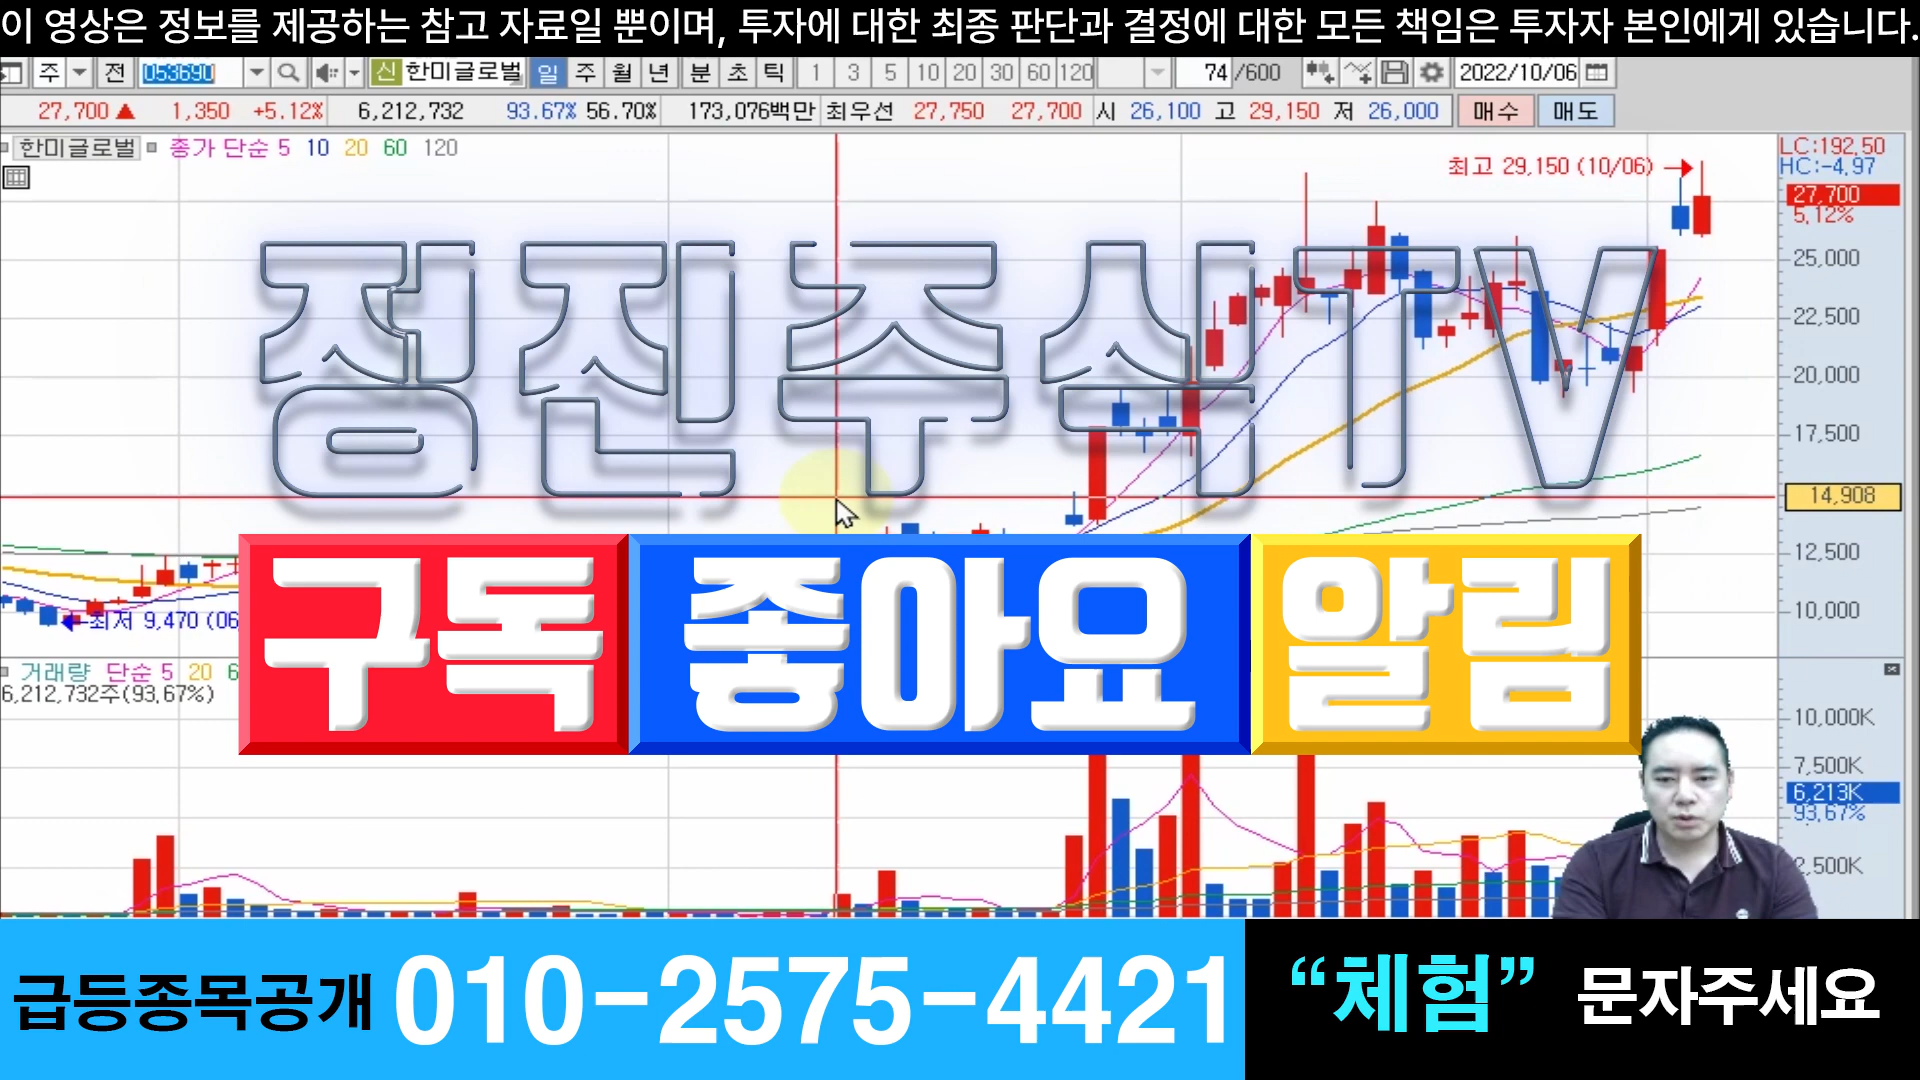 이 영상은 정보를 제공하는 참고 자료일 뿐이며, 투자에 대한 최종 판단과 결정에 대한 모든 책임은 투자자 본인에게 있습니다.
주 전 053690 신 한미글로벌 일 주 월 년 분 초 틱 1 3 5 10 20 30 60 120 74 /600 2022/10/06
27,700 ▲ 1,350 +5.12% 6,212,732 93.67% 56.70% 173,076백만 최우선 27,750 27,700 시 26,100 고 29,150 저 26,000 매수 매도
한미글로벌 종가 단순 5 10 20 60 120
LC:192.50
HC:-4.97
최고 29,150 (10/06)
27,700
5.12%
25,000
22,500
20,000
17,500
14,908
12,500
10,000
정진주식TV
최저 9,470 (06
구독 좋아요 알림
거래량 단순 5 20 6
6,212,732주(93.67%)
10,000K
7,500K
6,213K
93.67%
2,500K
급등종목공개 010-2575-4421 “체험” 문자주세요